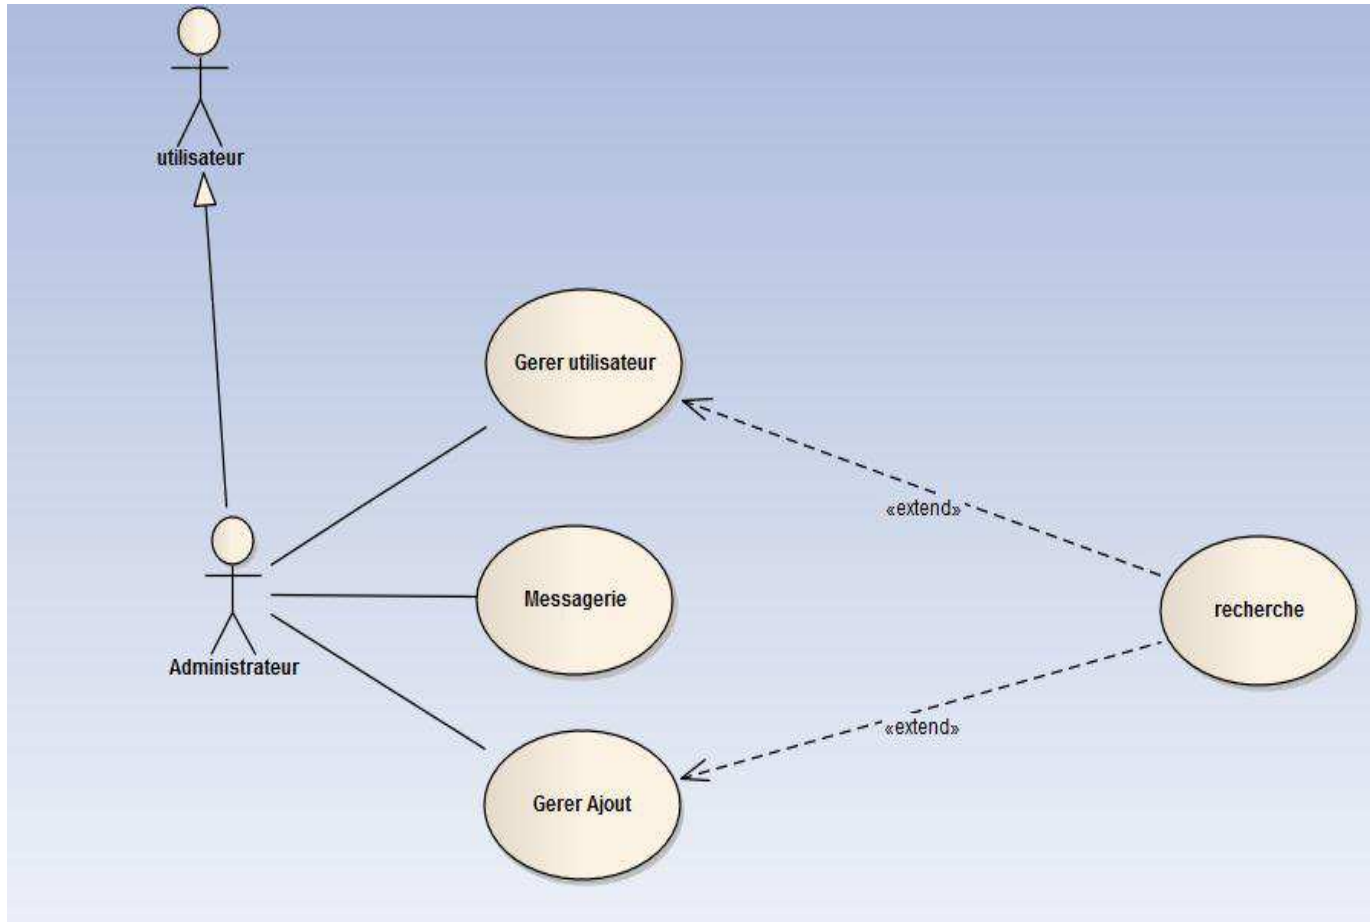 utilisateur
Gerer utilisateur
«extend»
Messagerie
recherche
Administrateur
«extend»
Gerer Ajout